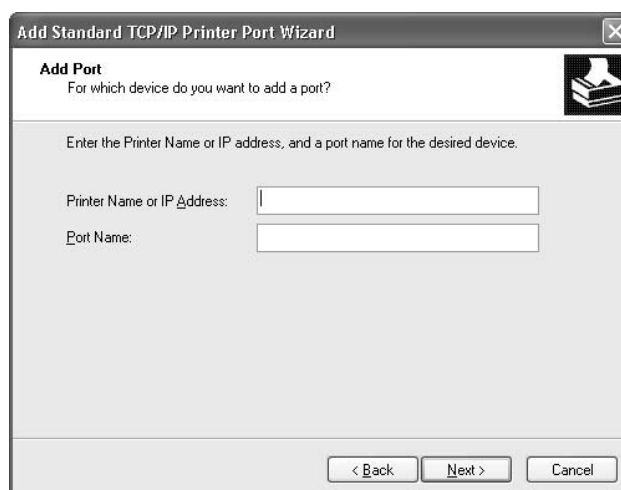 Add Standard TCP/IP Printer Port Wizard
Add Port
For which device do you want to add a port?
Enter the Printer Name or IP address, and a port name for the desired device.
Printer Name or IP Address:
Port Name:
< Back Next > Cancel